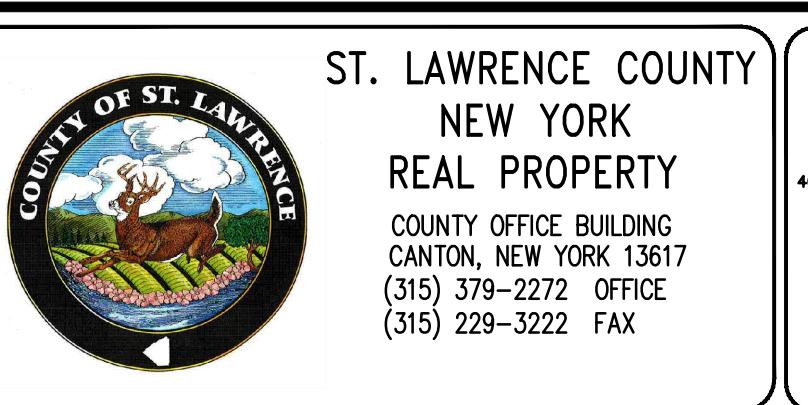 COUNTY OF ST. LAWRENCE
ST. LAWRENCE COUNTY
NEW YORK
REAL PROPERTY
COUNTY OFFICE BUILDING
CANTON, NEW YORK 13617
(315) 379-2272 OFFICE
(315) 229-3222 FAX